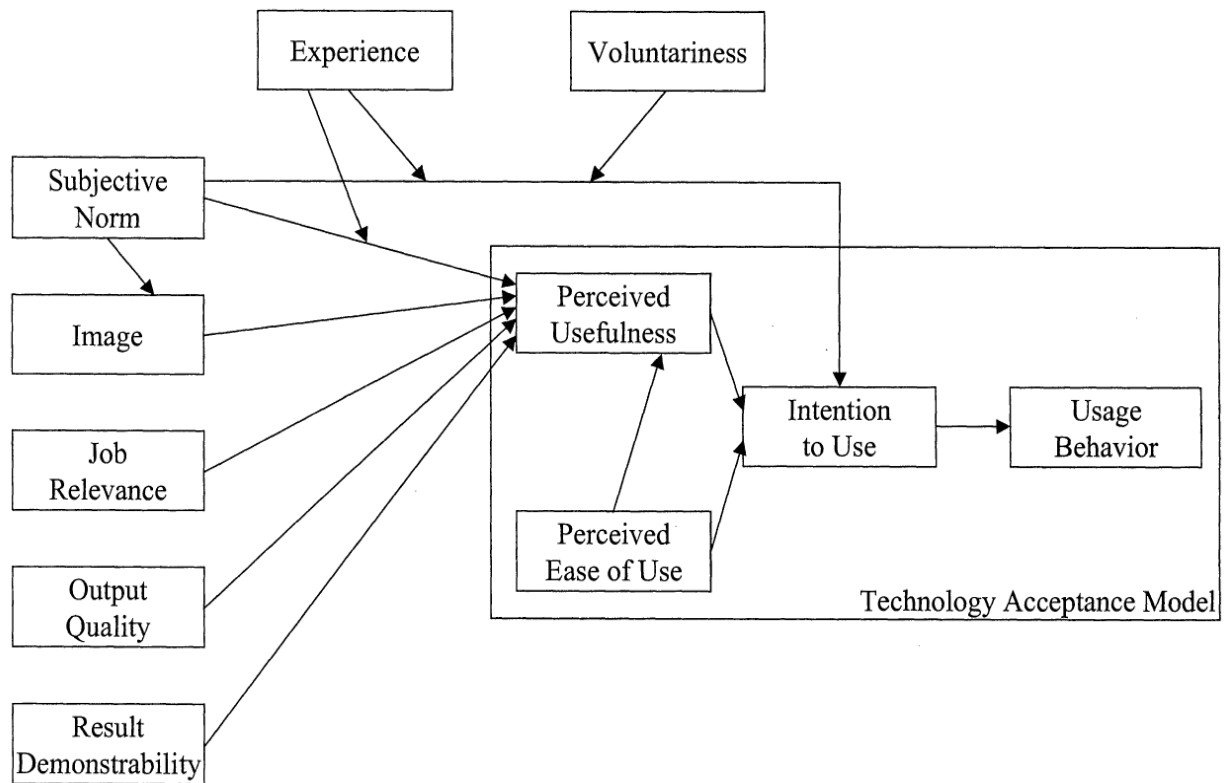 Experience
Voluntariness
Subjective
Norm
Image
Perceived
Usefulness
Job
Relevance
Intention
to Use
Usage
Behavior
Perceived
Ease of Use
Output
Quality
Technology Acceptance Model
Result
Demonstrability